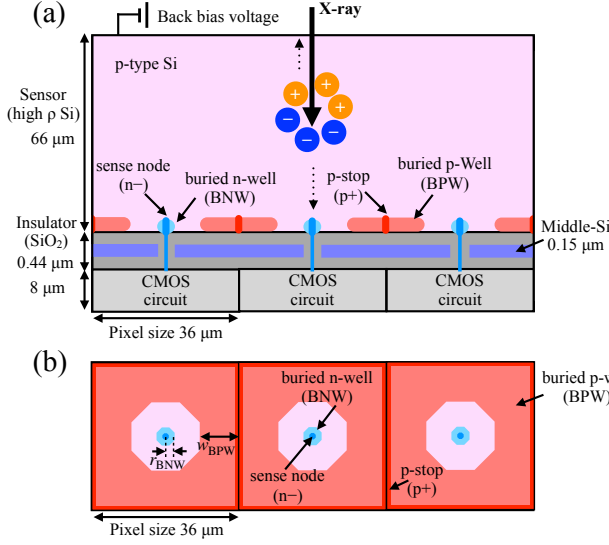 (a)
Back bias voltage
X-ray
p-type Si
Sensor
(high ρ Si)
66 μm
+
+
+
+
−
−
−
−
sense node
(n−)
buried n-well
(BNW)
p-stop
(p+)
buried p-Well
(BPW)
Insulator
(SiO₂)
0.44 μm
Middle-Si
0.15 μm
8 μm
CMOS
circuit
CMOS
circuit
CMOS
circuit
Pixel size 36 μm
(b)
buried n-well
(BNW)
buried p-w
(BPW)
r_BNW
w_BPW
sense node
(n−)
p-stop
(p+)
Pixel size 36 μm